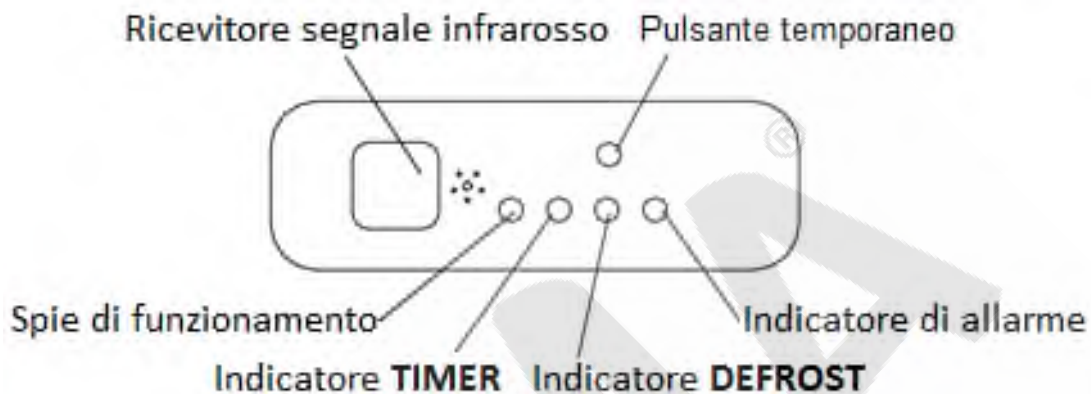 Ricevitore segnale infrarosso Pulsante temporaneo
®
Spie di funzionamento Indicatore di allarme
Indicatore TIMER Indicatore DEFROST